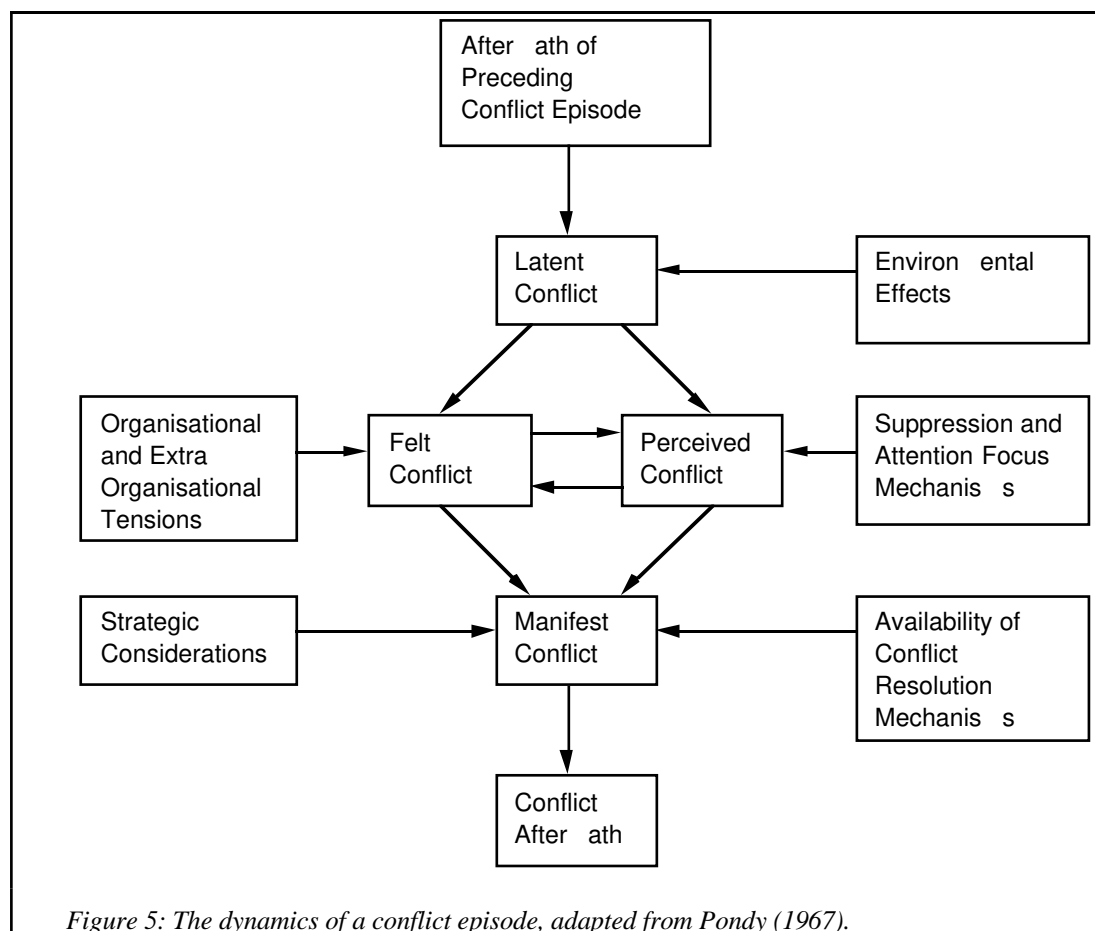 After ath of
Preceding
Conflict Episode
Latent
Conflict
Environ ental
Effects
Organisational
and Extra
Organisational
Tensions
Felt
Conflict
Perceived
Conflict
Suppression and
Attention Focus
Mechanis s
Strategic
Considerations
Manifest
Conflict
Availability of
Conflict
Resolution
Mechanis s
Conflict
After ath
Figure 5: The dynamics of a conflict episode, adapted from Pondy (1967).